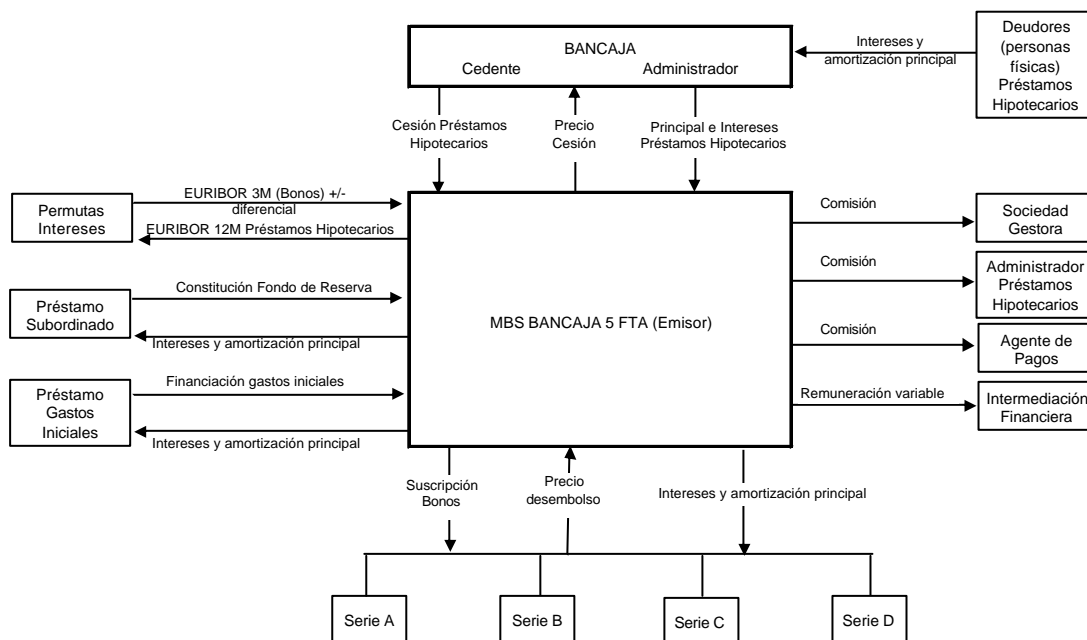 BANCAJA
Cedente
Administrador
Intereses y
amortización principal
Deudores
(personas
físicas)
Préstamos
Hipotecarios
Cesión Préstamos
Hipotecarios
Precio
Cesión
Principal e Intereses
Préstamos Hipotecarios
Permutas
Intereses
EURIBOR 3M (Bonos) +/-
diferencial
EURIBOR 12M Préstamos Hipotecarios
Préstamo
Subordinado
Constitución Fondo de Reserva
Intereses y amortización principal
Préstamo
Gastos
Iniciales
Financiación gastos iniciales
Intereses y amortización principal
MBS BANCAJA 5 FTA (Emisor)
Comisión
Sociedad
Gestora
Comisión
Administrador
Préstamos
Hipotecarios
Comisión
Agente de
Pagos
Remuneración variable
Intermediación
Financiera
Suscripción
Bonos
Precio
desembolso
Intereses y amortización principal
Serie A
Serie B
Serie C
Serie D